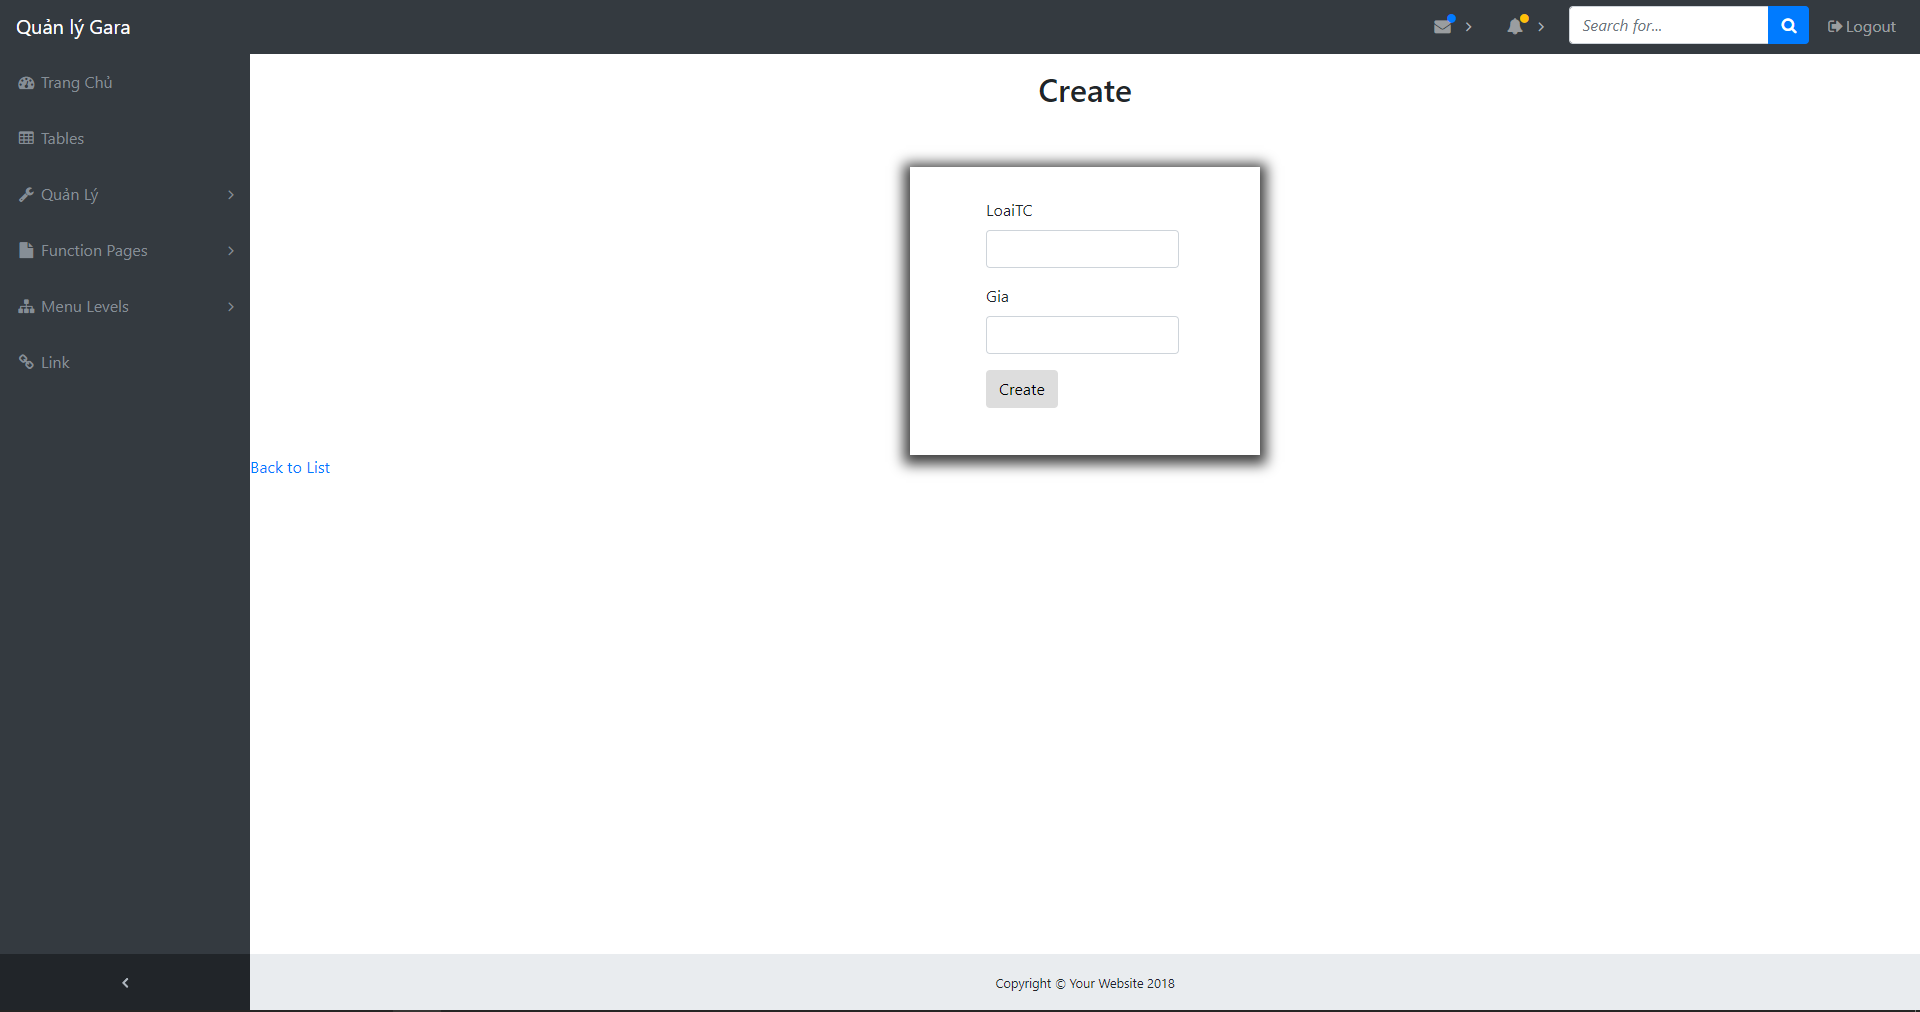 Quản lý Gara
Search for...
Logout
Trang Chủ
Tables
Quản Lý
Function Pages
Menu Levels
Link
Create
LoaiTC
Gia
Create
Back to List
Copyright © Your Website 2018